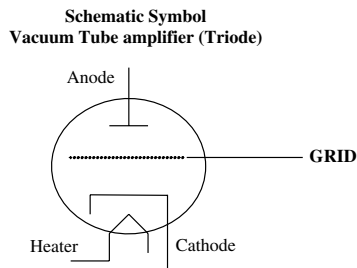 Schematic Symbol
Vacuum Tube amplifier (Triode)
Anode
GRID
Heater
Cathode